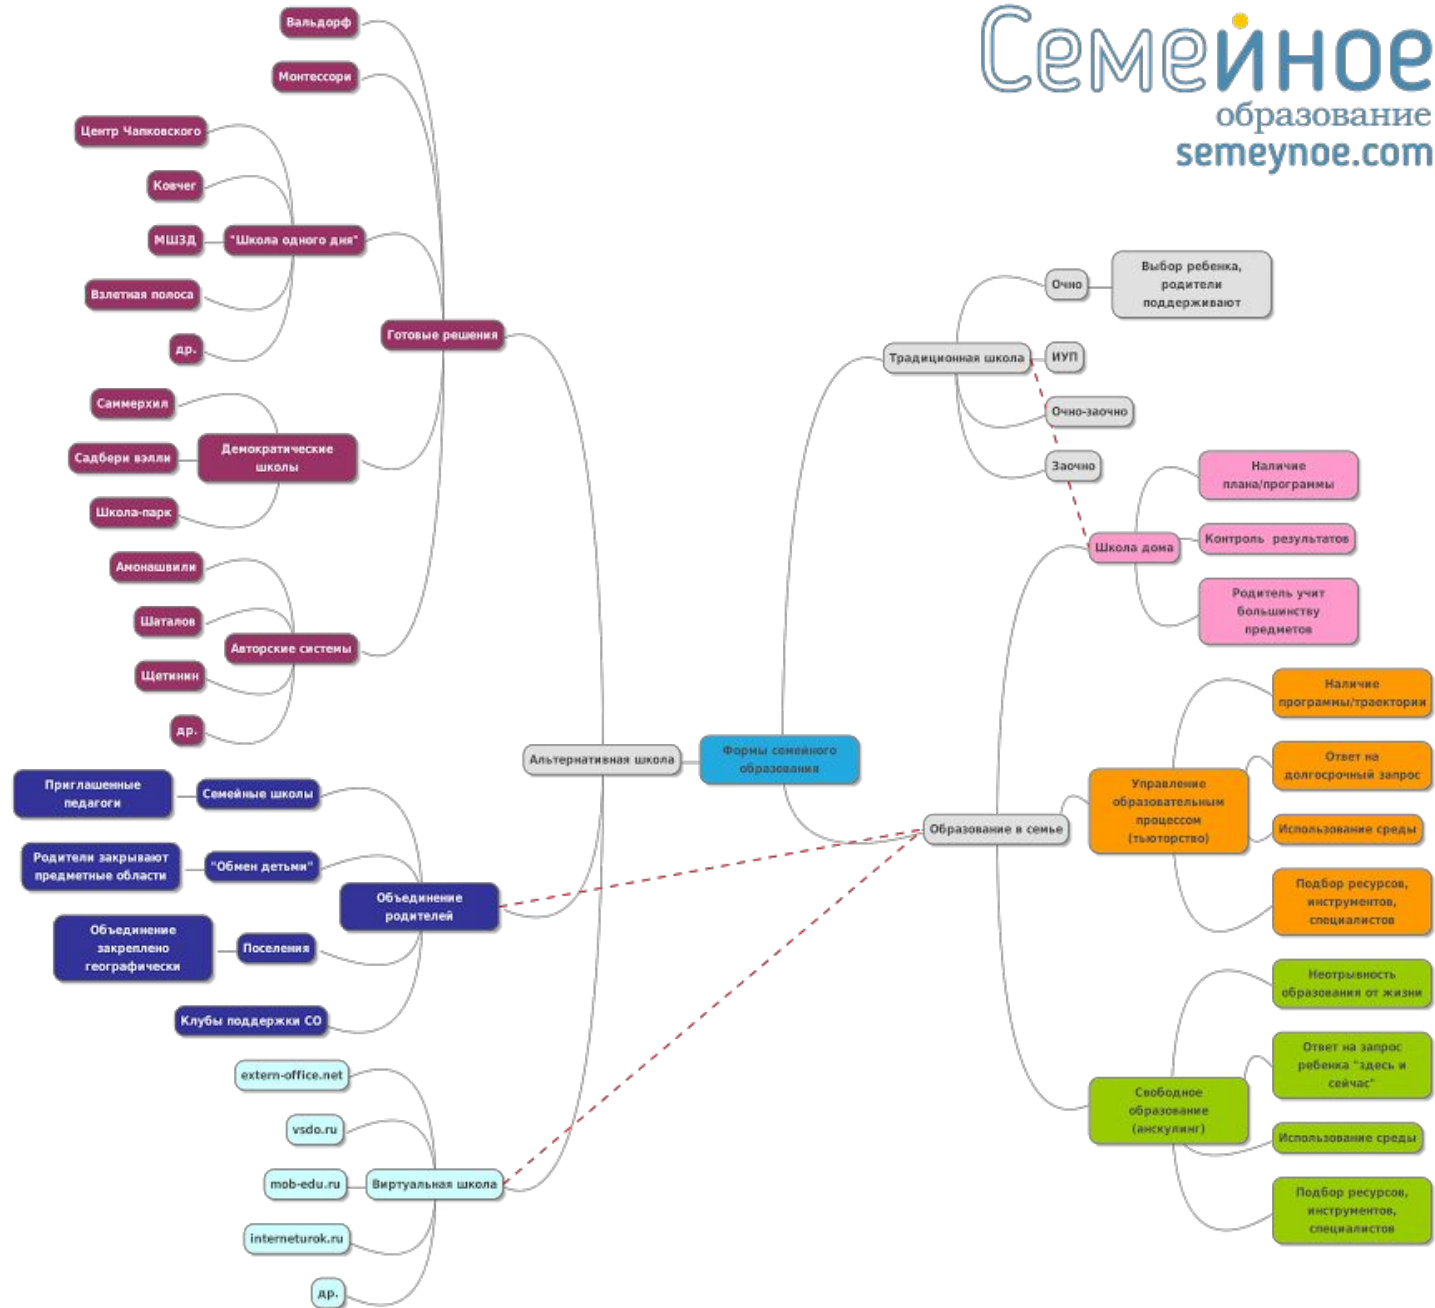 Семейное
образование
semeynoe.com
Вальдорф
Монтессори
Центр Чапковского
Ковчег
МШЗД
"Школа одного дня"
Взлетная полоса
др.
Готовые решения
Саммерхил
Садбери вэлли
Демократические
школы
Школа-парк
Амонашвили
Шаталов
Авторские системы
Щетинин
др.
Альтернативная школа
Формы семейного
образования
Приглашенные
педагоги
Семейные школы
Родители закрывают
предметные области
"Обмен детьми"
Объединение
родителей
Объединение
закреплено
географически
Поселения
Клубы поддержки СО
extern-office.net
vsdo.ru
mob-edu.ru
Виртуальная школа
interneturok.ru
др.
Традиционная школа
Очно
Выбор ребенка,
родители
поддерживают
ИУП
Очно-заочно
Заочно
Образование в семье
Школа дома
Наличие
плана/программы
Контроль результатов
Родитель учит
большинству
предметов
Управление
образовательным
процессом
(тьюторство)
Наличие
программы/траектории
Ответ на
долгосрочный запрос
Использование среды
Подбор ресурсов,
инструментов,
специалистов
Свободное
образование
(анскулинг)
Неотрывность
образования от жизни
Ответ на запрос
ребенка "здесь и
сейчас"
Использование среды
Подбор ресурсов,
инструментов,
специалистов